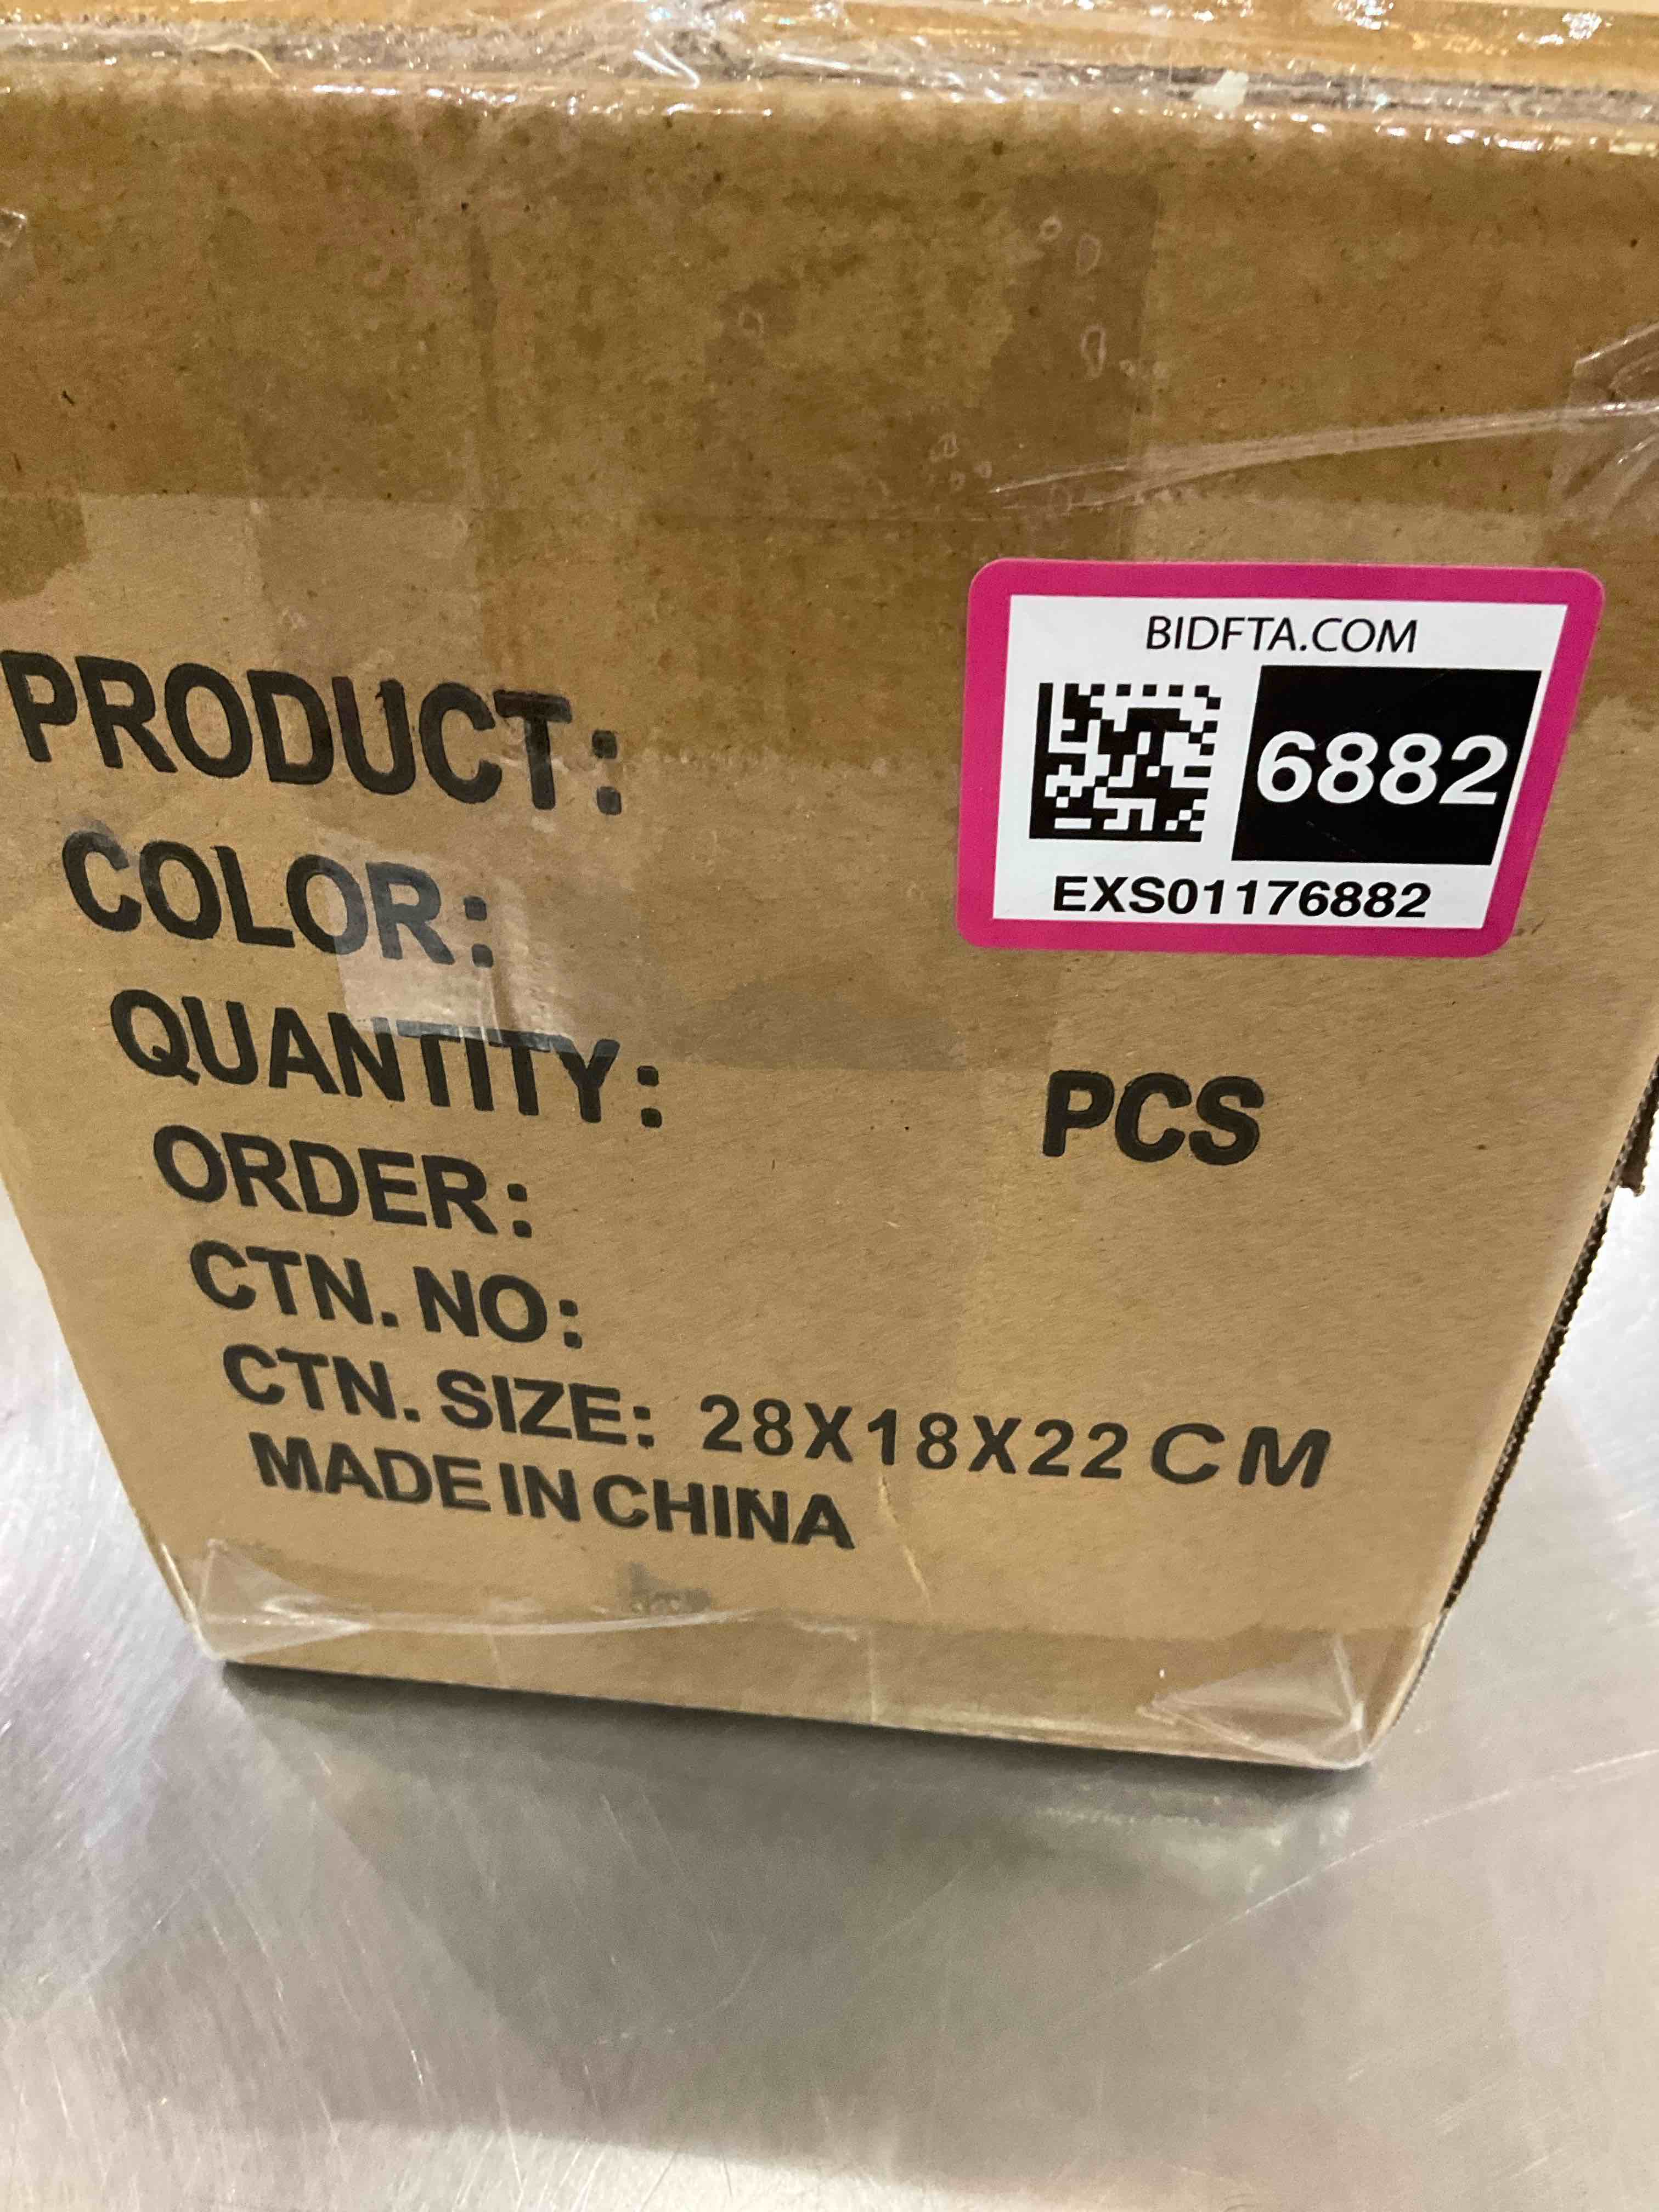 BIDFTA.COM
6882
EXS01176882
PRODUCT:
COLOR:
QUANTITY: PCS
ORDER:
CTN. NO:
CTN. SIZE: 28X18X22CM
MADE IN CHINA